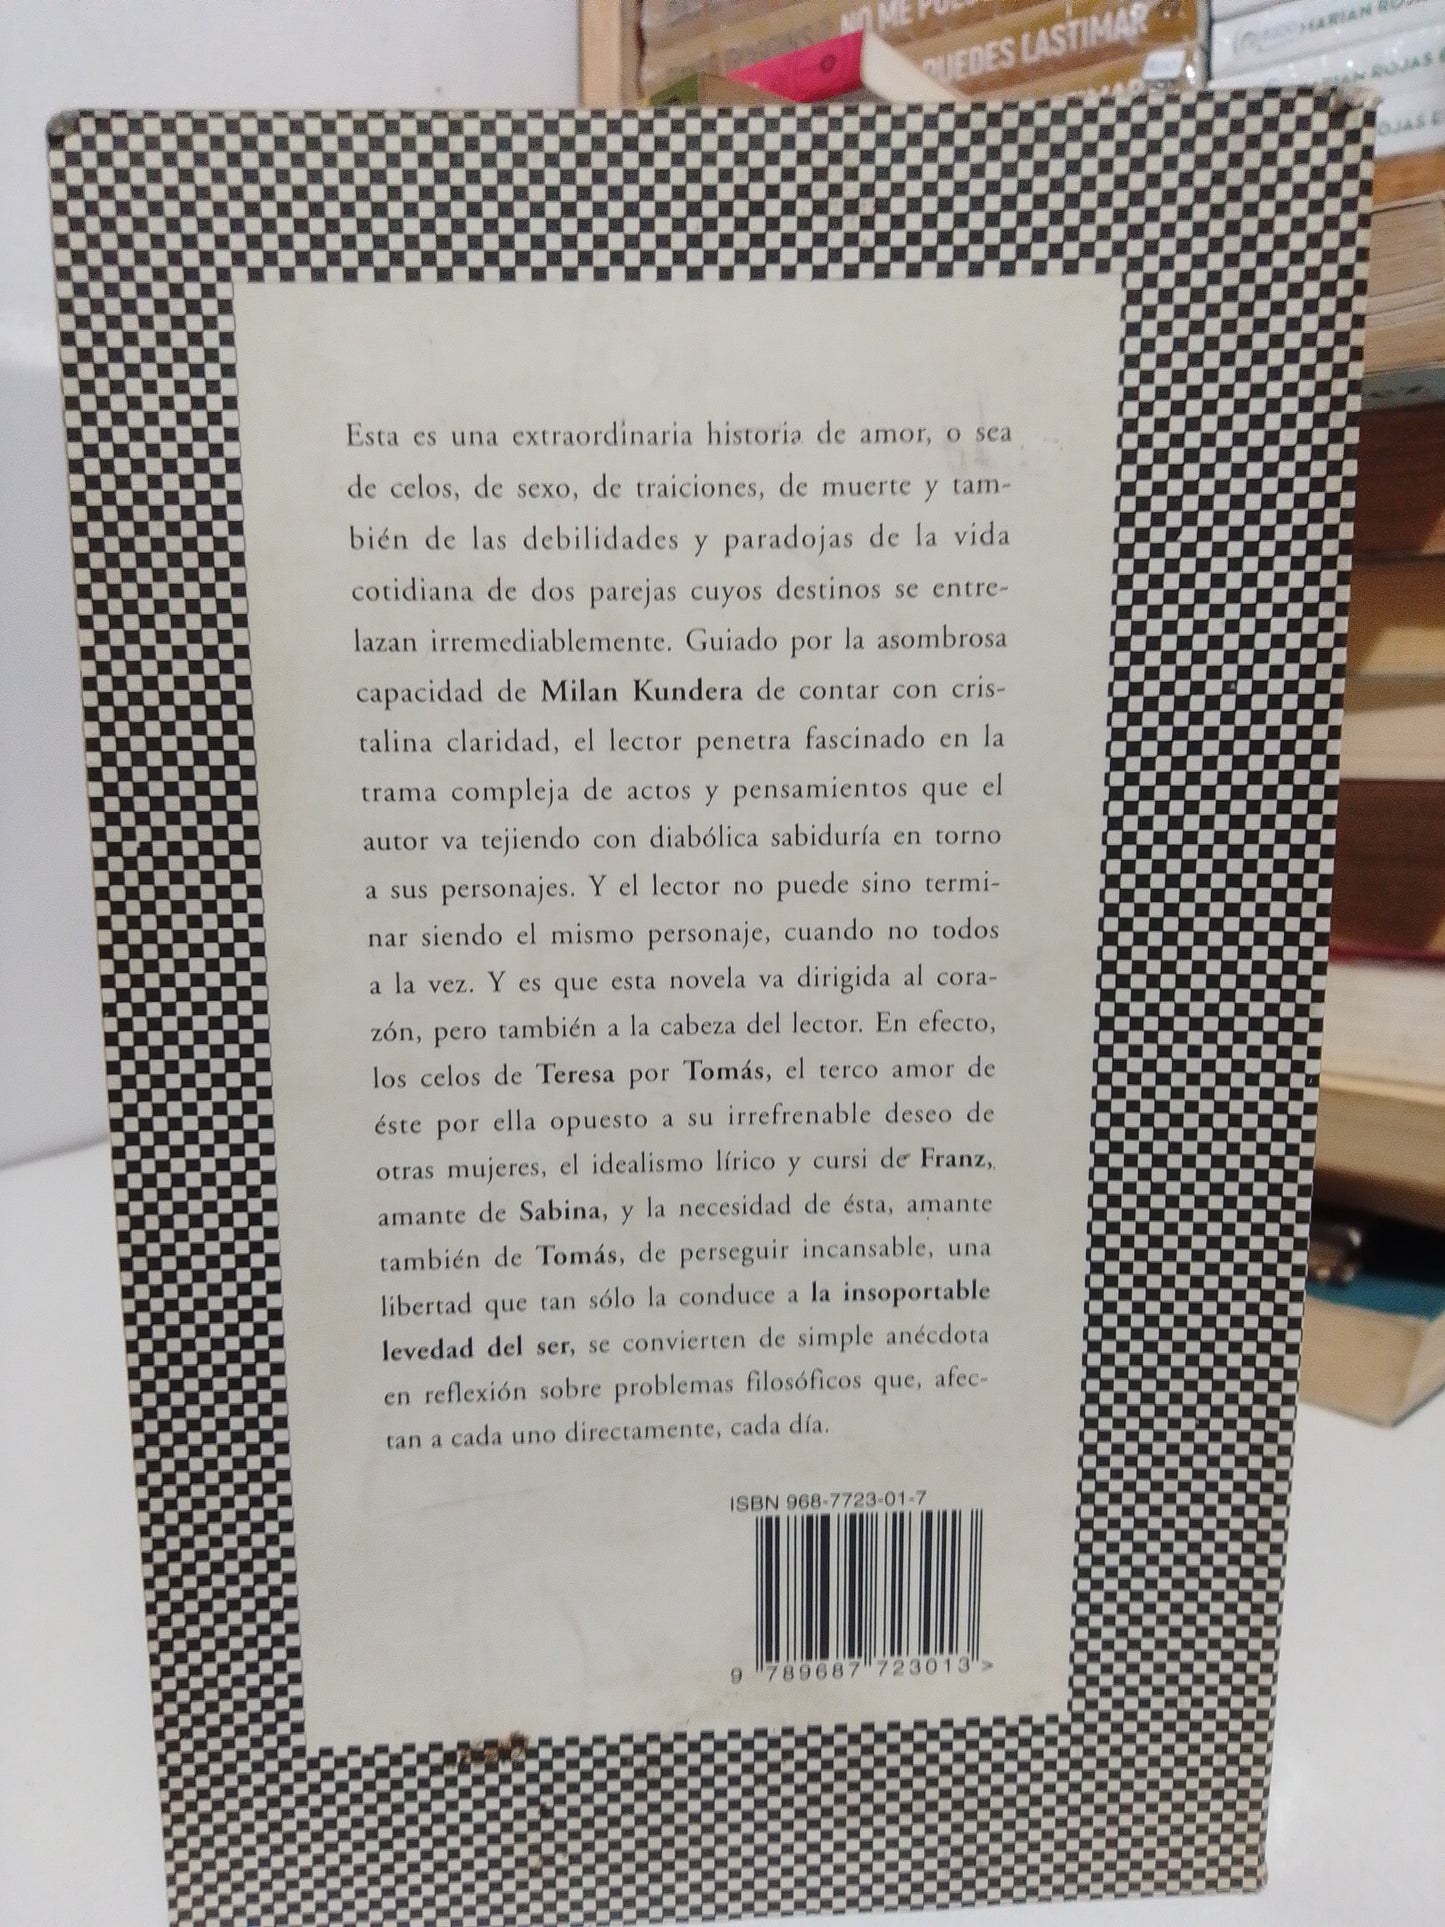 NO ME PUE
PUEDES LASTIMAR
MARIAN ROJAS
MARIAN ROJAS E
OJAS E
Esta es una extraordinaria historia de amor, o sea
de celos, de sexo, de traiciones, de muerte y tam-
bién de las debilidades y paradojas de la vida
cotidiana de dos parejas cuyos destinos se entre-
lazan irremediablemente. Guiado por la asombrosa
capacidad de Milan Kundera de contar con cris-
talina claridad, el lector penetra fascinado en la
trama compleja de actos y pensamientos que el
autor va tejiendo con diabólica sabiduría en torno
a sus personajes. Y el lector no puede sino termi-
nar siendo el mismo personaje, cuando no todos
a la vez. Y es que esta novela va dirigida al cora-
zón, pero también a la cabeza del lector. En efecto,
los celos de Teresa por Tomás, el terco amor de
éste por ella opuesto a su irrefrenable deseo de
otras mujeres, el idealismo lírico y cursi de Franz,
amante de Sabina, y la necesidad de ésta, amante
también de Tomás, de perseguir incansable, una
libertad que tan sólo la conduce a la insoportable
levedad del ser, se convierten de simple anécdota
en reflexión sobre problemas filosóficos que, afec-
tan a cada uno directamente, cada día.
ISBN 968-7723-01-7
9 789687 723013 >